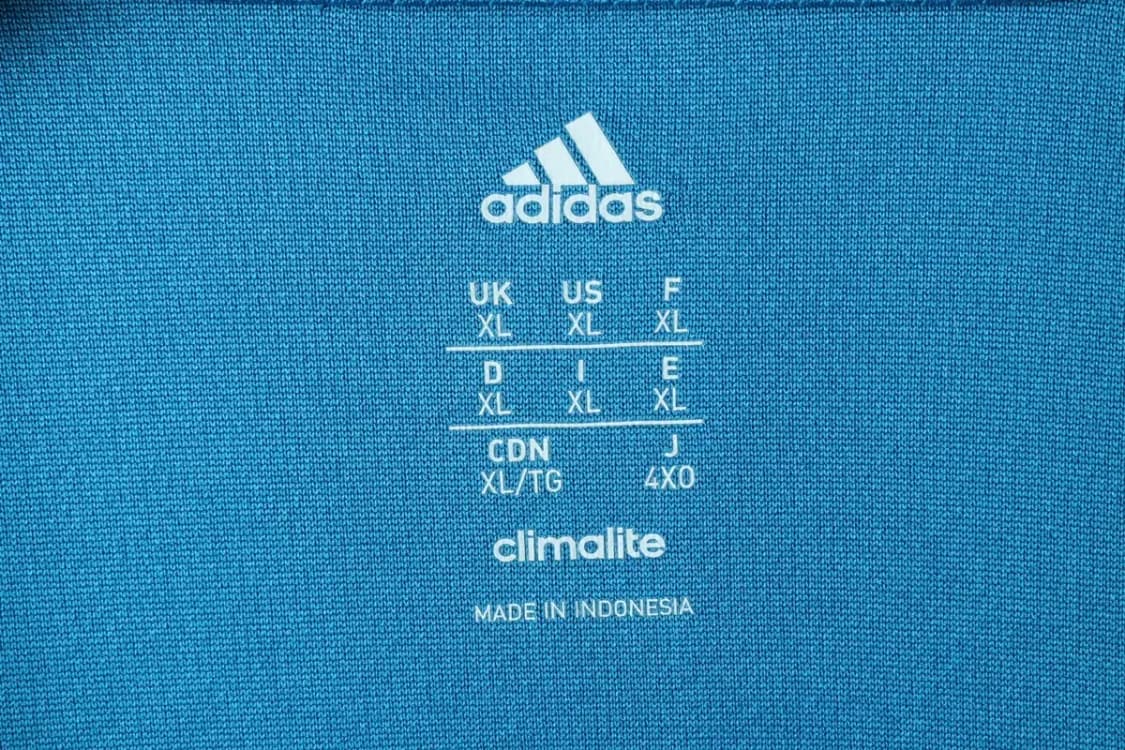 adidas
UK US F
XL XL XL
D I E
XL XL XL
CDN J
XL/TG 4XO
climalite
MADE IN INDONESIA